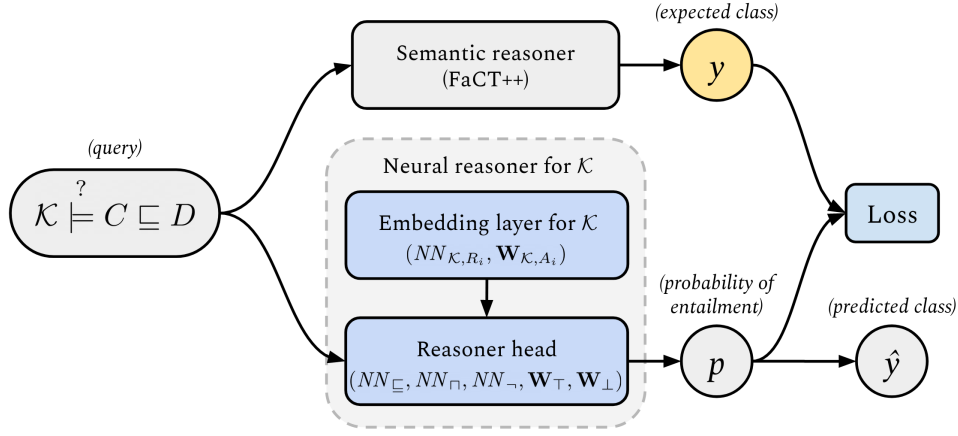 (expected class)
Semantic reasoner
(FaCT++)
y
(query)
?
𝒦 ⊨ C ⊑ D
Neural reasoner for 𝒦
Embedding layer for 𝒦
(NN_{𝒦,R_i}, W_{𝒦,A_i})
Loss
(probability of
entailment)
(predicted class)
Reasoner head
(NN_⊑, NN_⊓, NN_¬, W_⊤, W_⊥)
p
ŷ